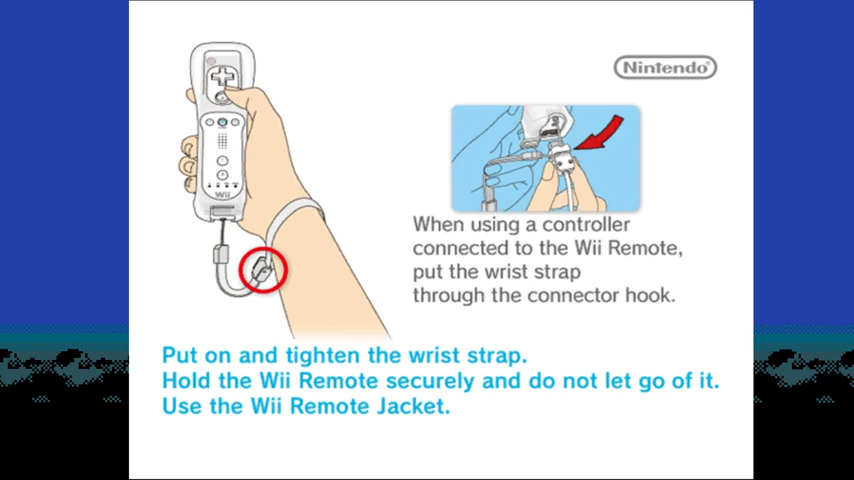 Nintendo®
When using a controller
connected to the Wii Remote,
put the wrist strap
through the connector hook.
Wii
Put on and tighten the wrist strap.
Hold the Wii Remote securely and do not let go of it.
Use the Wii Remote Jacket.